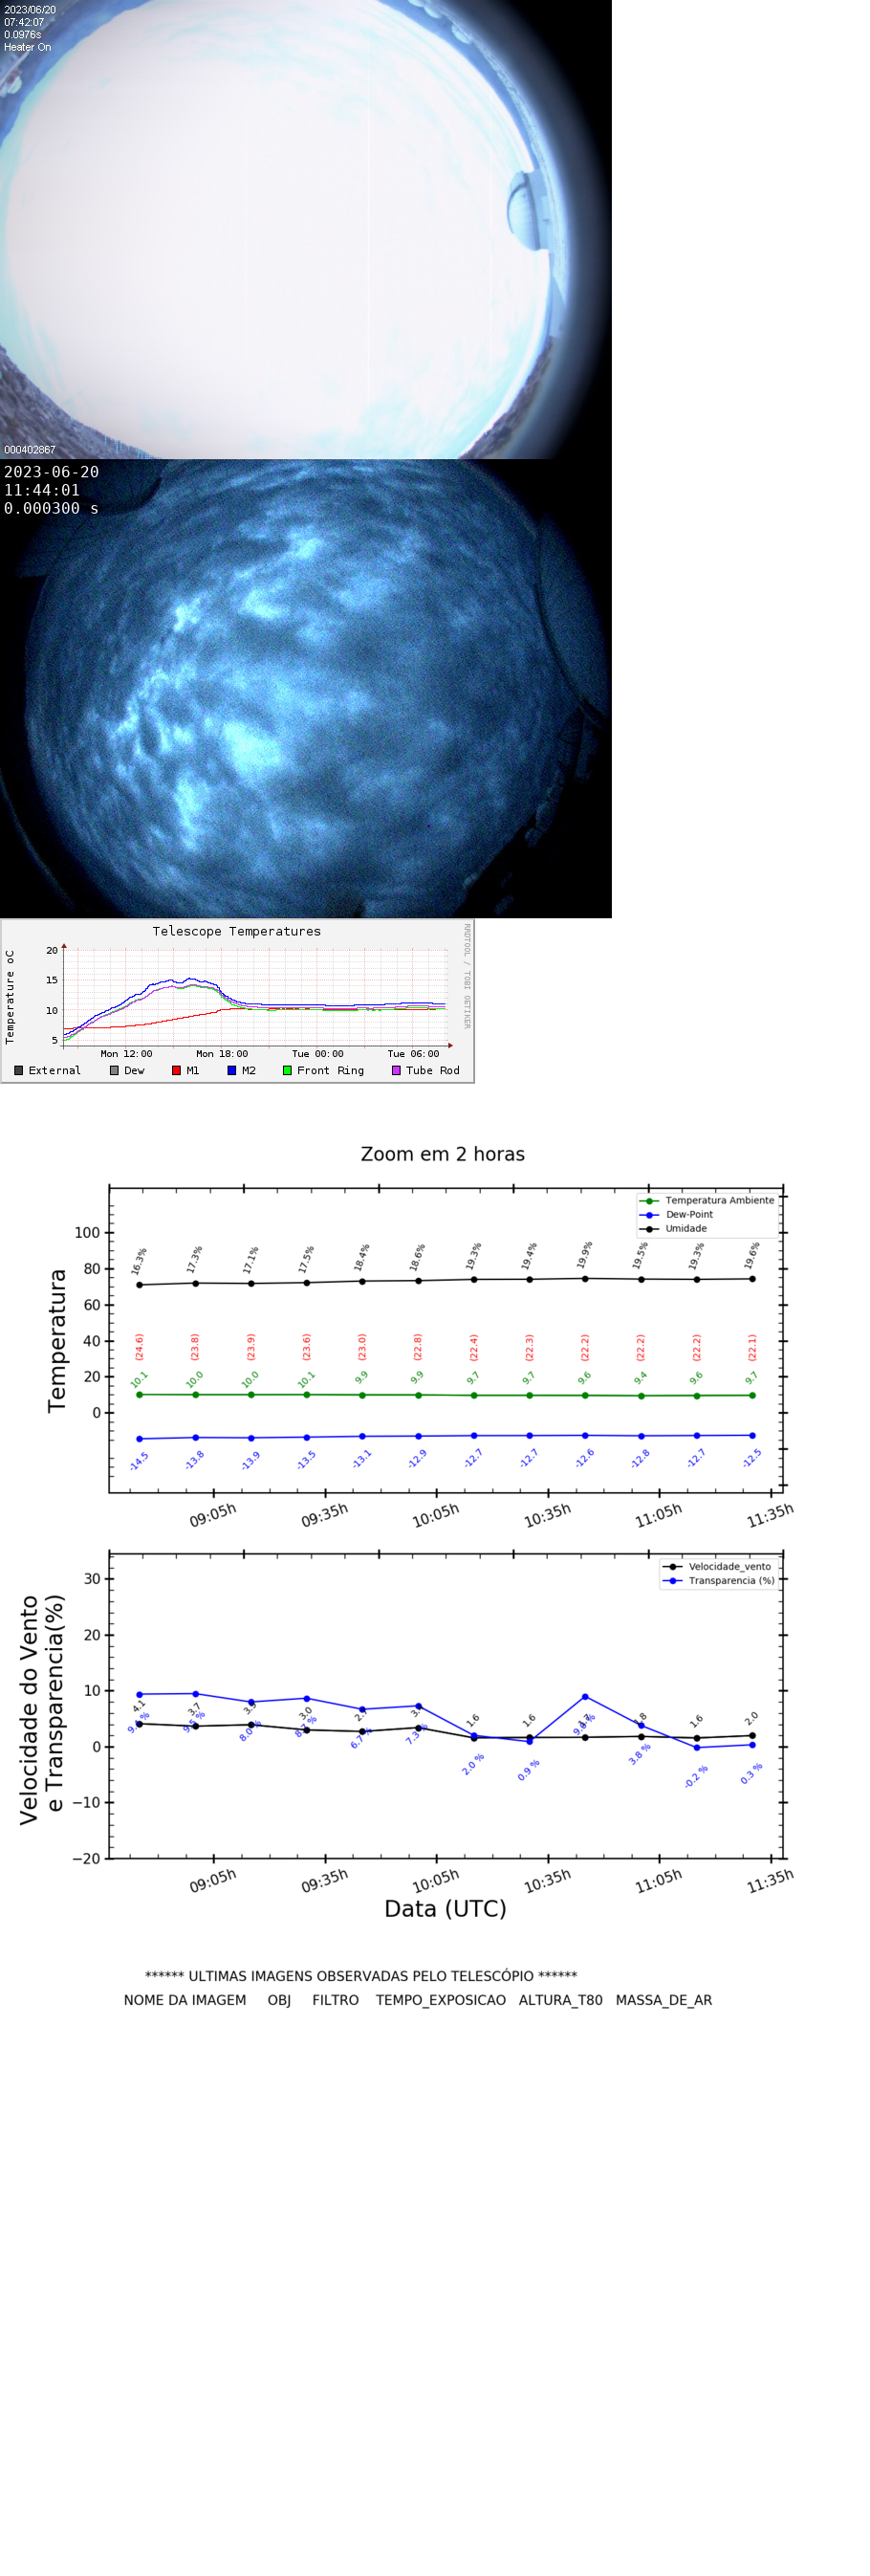 2023/06/20
07:42:07
0.0976s
Heater On
000402867
2023-06-20
11:44:01
0.000300 s
Telescope Temperatures
RRDTOOL / TOBI OETIKER
Temperature oC
20
15
10
5
Mon 12:00 Mon 18:00 Tue 00:00 Tue 06:00
External Dew M1 M2 Front Ring Tube Rod
Zoom em 2 horas
Temperatura
Temperatura Ambiente
Dew-Point
Umidade
100
80
60
40
20
0
16.3% 17.3% 17.1% 17.5% 18.4% 18.6% 19.3% 19.4% 19.9% 19.5% 19.3% 19.6%
(24.6) (23.8) (23.9) (23.6) (23.0) (22.8) (22.4) (22.3) (22.2) (22.2) (22.2) (22.1)
10.1 10.0 10.0 10.1 9.9 9.9 9.7 9.7 9.6 9.4 9.6 9.7
-14.5 -13.8 -13.9 -13.5 -13.1 -12.9 -12.7 -12.7 -12.6 -12.8 -12.7 -12.5
09:05h 09:35h 10:05h 10:35h 11:05h 11:35h
Velocidade do Vento
e Transparencia(%)
Velocidade_vento
Transparencia (%)
30
20
10
0
−10
−20
4.1 3.7 3.0 1.6 1.6 1.6 2.0
8.0 % 6.7 % 7.3 % 2.0 % 0.9 % 3.8 % -0.2 % 0.3 %
09:05h 09:35h 10:05h 10:35h 11:05h 11:35h
Data (UTC)
****** ULTIMAS IMAGENS OBSERVADAS PELO TELESCÓPIO ******
NOME DA IMAGEM OBJ FILTRO TEMPO_EXPOSICAO ALTURA_T80 MASSA_DE_AR